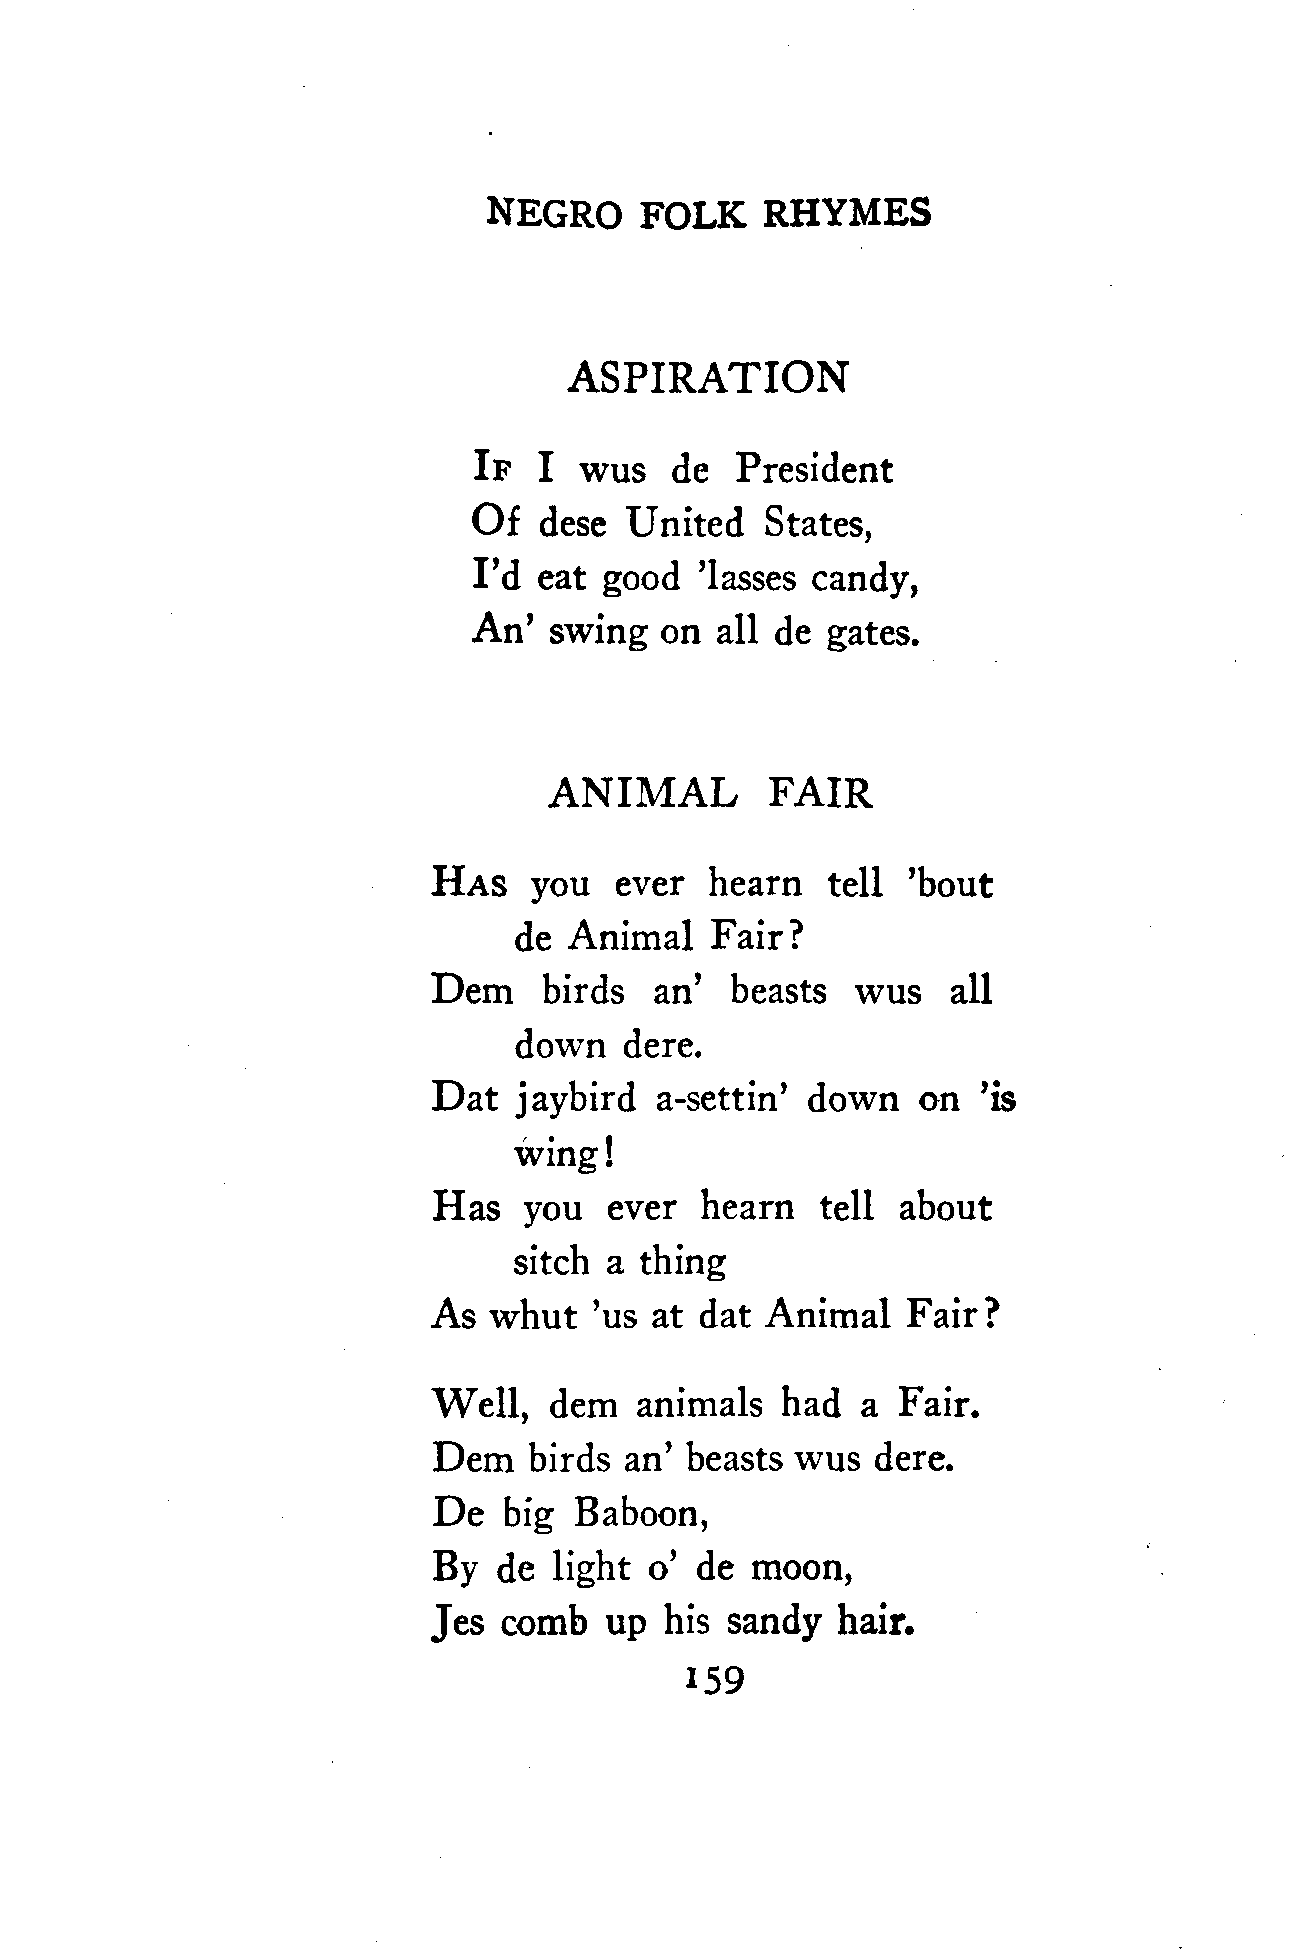 NEGRO FOLK RHYMES
ASPIRATION
IF I wus de President
Of dese United States,
I'd eat good 'lasses candy,
An' swing on all de gates.
ANIMAL FAIR
HAS you ever hearn tell 'bout
de Animal Fair?
Dem birds an' beasts wus all
down dere.
Dat jaybird a-settin' down on 'is
wing!
Has you ever hearn tell about
sitch a thing
As whut 'us at dat Animal Fair?
Well, dem animals had a Fair.
Dem birds an' beasts wus dere.
De big Baboon,
By de light o' de moon,
Jes comb up his sandy hair.
159